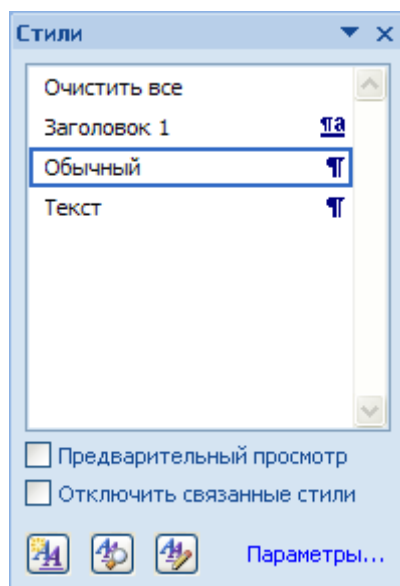 Стили
Очистить все
Заголовок 1 ¶a
Обычный ¶
Текст ¶
Предварительный просмотр
Отключить связанные стили
Параметры...